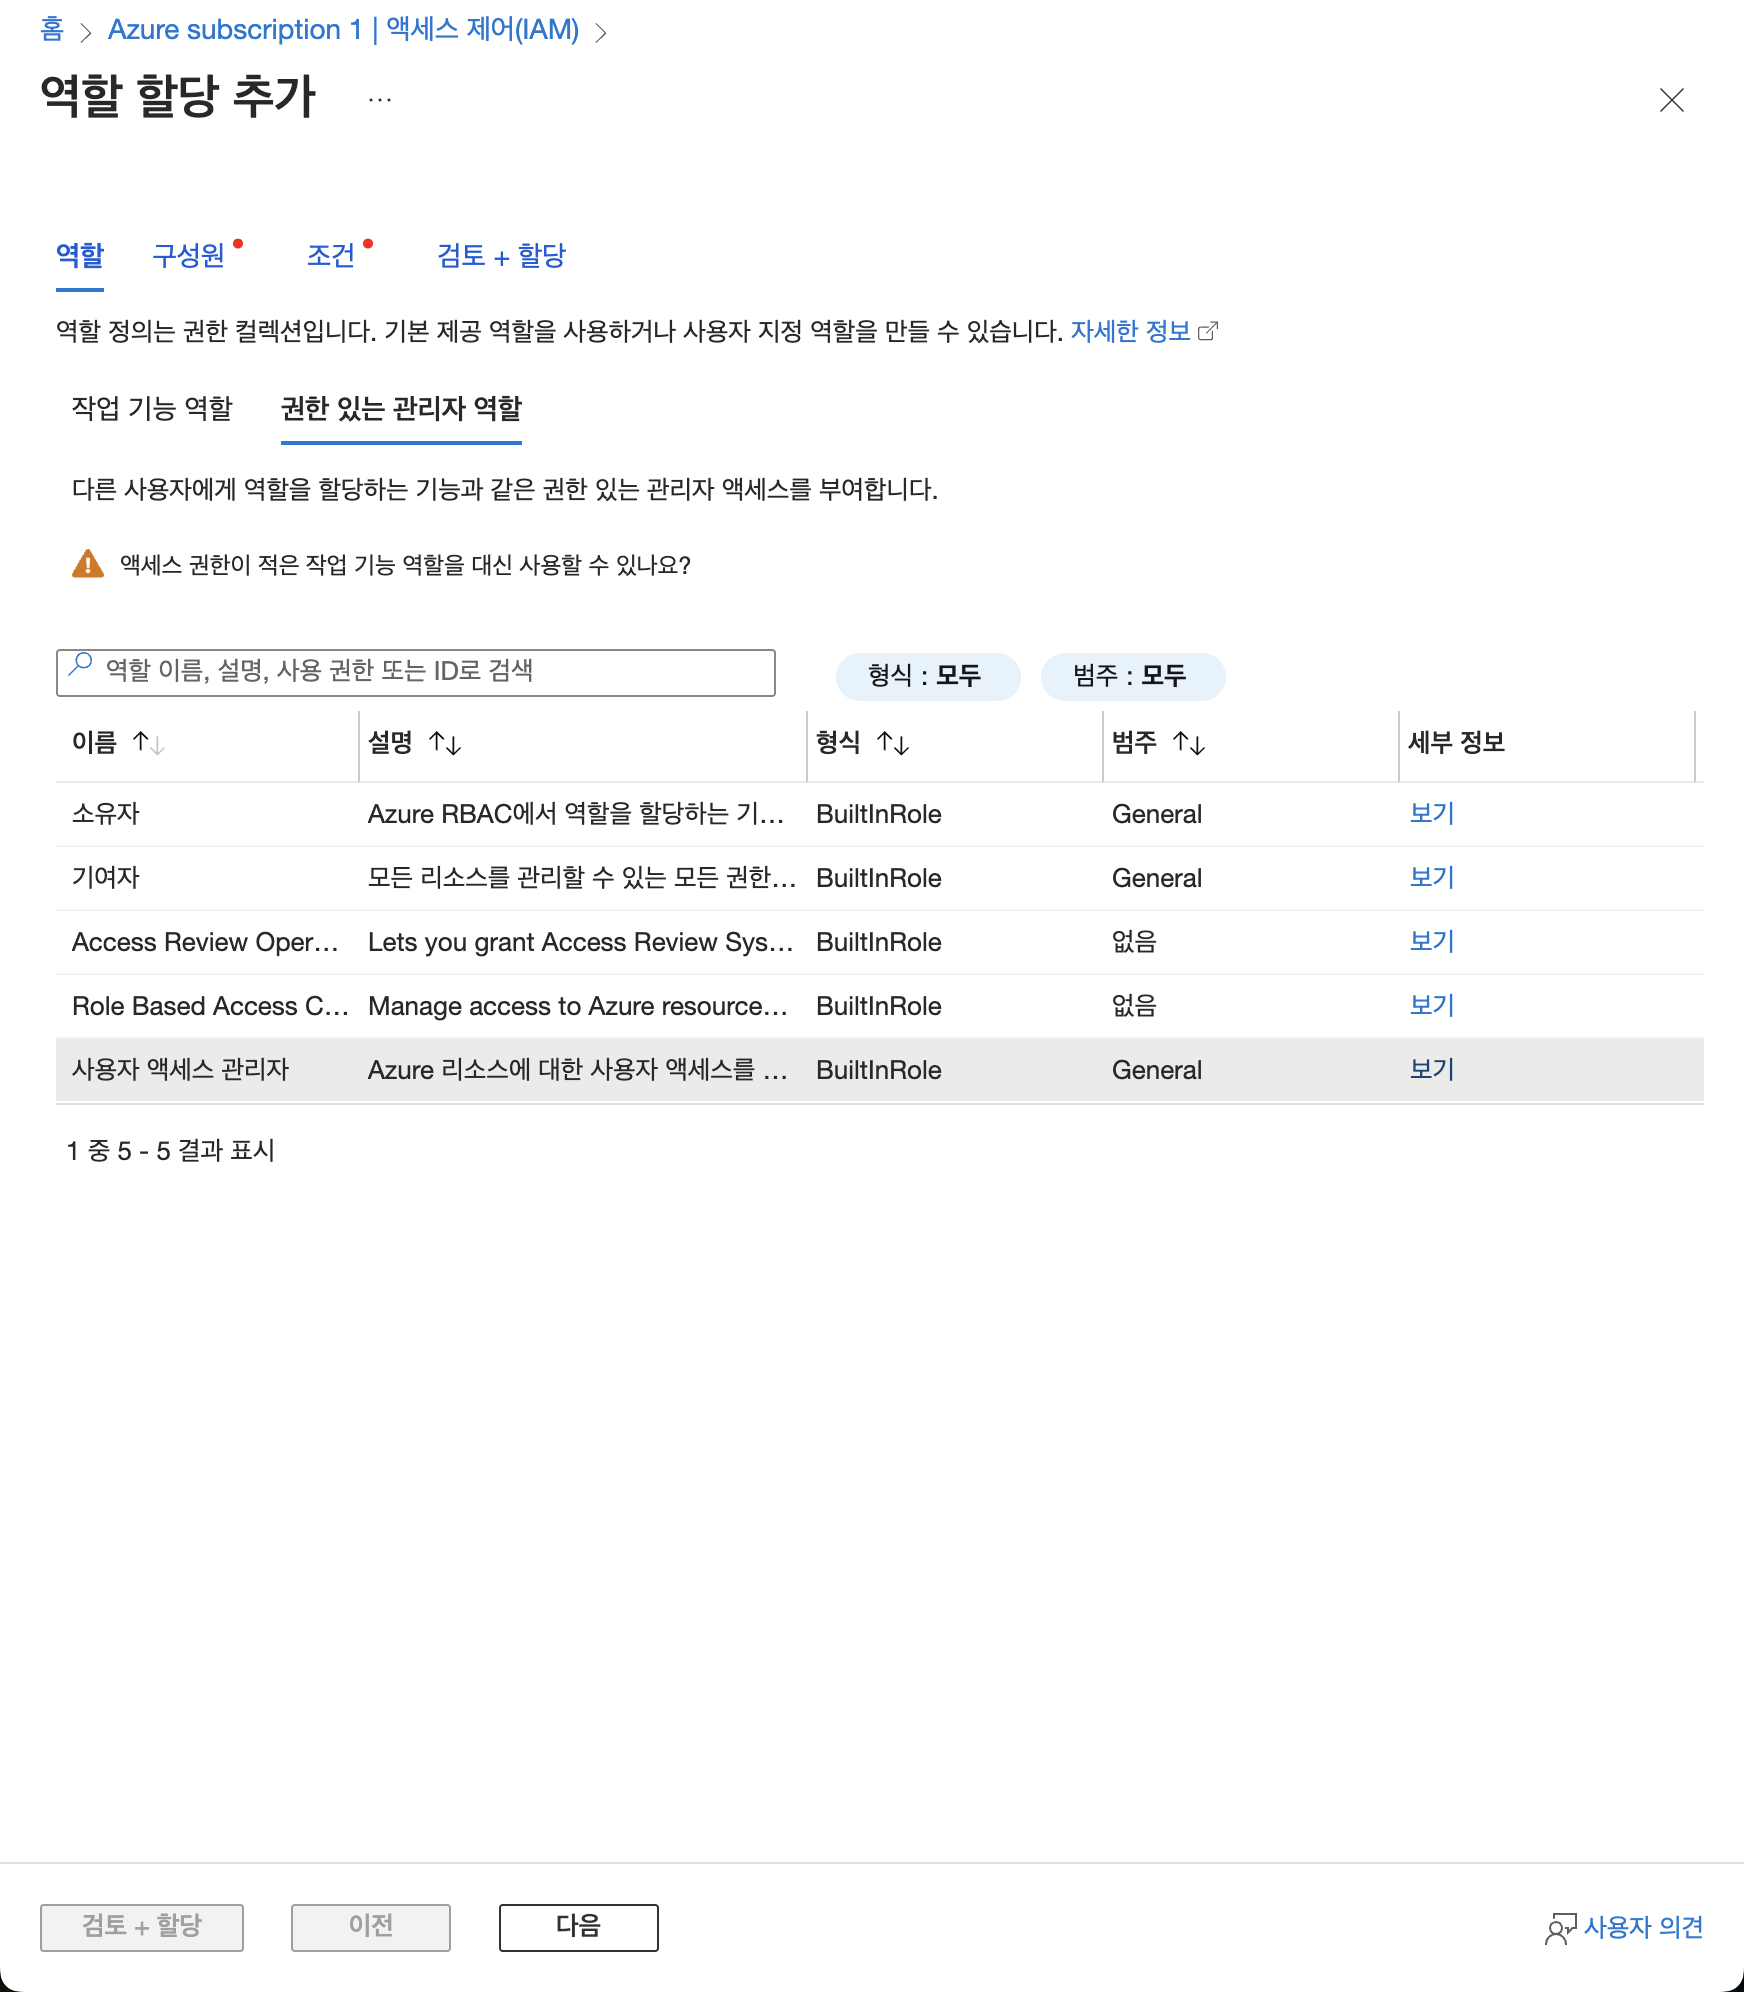 홈 > Azure subscription 1 | 액세스 제어(IAM) >
역할 할당 추가 ...
역할 구성원 조건 검토 + 할당
역할 정의는 권한 컬렉션입니다. 기본 제공 역할을 사용하거나 사용자 지정 역할을 만들 수 있습니다. 자세한 정보
작업 기능 역할 권한 있는 관리자 역할
다른 사용자에게 역할을 할당하는 기능과 같은 권한 있는 관리자 액세스를 부여합니다.
액세스 권한이 적은 작업 기능 역할을 대신 사용할 수 있나요?
역할 이름, 설명, 사용 권한 또는 ID로 검색 형식 : 모두 범주 : 모두
이름 ↑↓ 설명 ↑↓ 형식 ↑↓ 범주 ↑↓ 세부 정보
소유자 Azure RBAC에서 역할을 할당하는 기... BuiltInRole General 보기
기여자 모든 리소스를 관리할 수 있는 모든 권한... BuiltInRole General 보기
Access Review Oper... Lets you grant Access Review Sys... BuiltInRole 없음 보기
Role Based Access C... Manage access to Azure resource... BuiltInRole 없음 보기
사용자 액세스 관리자 Azure 리소스에 대한 사용자 액세스를 ... BuiltInRole General 보기
1 중 5 - 5 결과 표시
검토 + 할당 이전 다음 사용자 의견